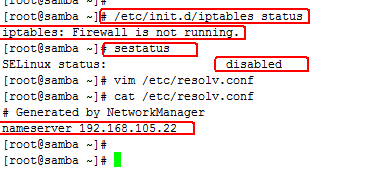 [root@samba ~]#
[root@samba ~]# /etc/init.d/iptables status
iptables: Firewall is not running.
[root@samba ~]# sestatus
SELinux status: disabled
[root@samba ~]# vim /etc/resolv.conf
[root@samba ~]# cat /etc/resolv.conf
# Generated by NetworkManager
nameserver 192.168.105.22
[root@samba ~]#
[root@samba ~]#